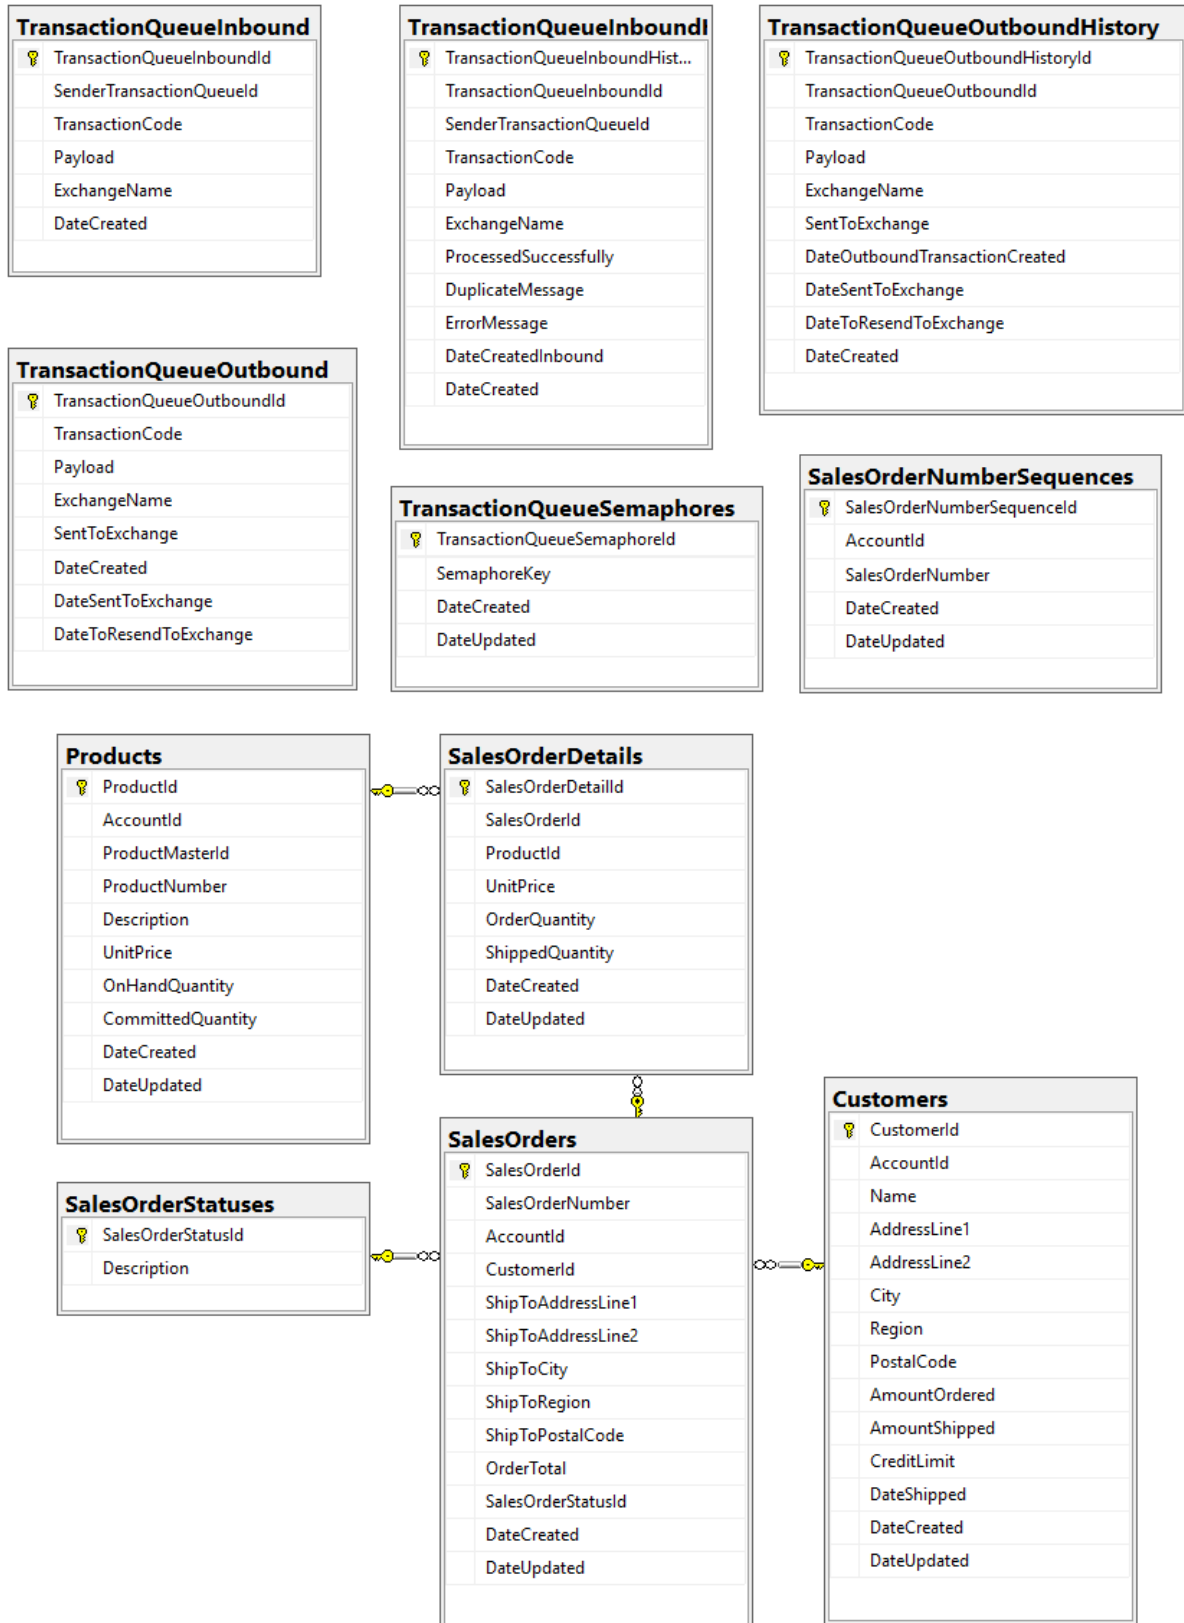 TransactionQueueInbound
TransactionQueueInboundId
SenderTransactionQueueId
TransactionCode
Payload
ExchangeName
DateCreated
TransactionQueueInboundI
TransactionQueueInboundHist...
TransactionQueueInboundId
SenderTransactionQueueId
TransactionCode
Payload
ExchangeName
ProcessedSuccessfully
DuplicateMessage
ErrorMessage
DateCreatedInbound
DateCreated
TransactionQueueOutboundHistory
TransactionQueueOutboundHistoryId
TransactionQueueOutboundId
TransactionCode
Payload
ExchangeName
SentToExchange
DateOutboundTransactionCreated
DateSentToExchange
DateToResendToExchange
DateCreated
TransactionQueueOutbound
TransactionQueueOutboundId
TransactionCode
Payload
ExchangeName
SentToExchange
DateCreated
DateSentToExchange
DateToResendToExchange
TransactionQueueSemaphores
TransactionQueueSemaphoreId
SemaphoreKey
DateCreated
DateUpdated
SalesOrderNumberSequences
SalesOrderNumberSequenceId
AccountId
SalesOrderNumber
DateCreated
DateUpdated
Products
ProductId
AccountId
ProductMasterId
ProductNumber
Description
UnitPrice
OnHandQuantity
CommittedQuantity
DateCreated
DateUpdated
SalesOrderDetails
SalesOrderDetailId
SalesOrderId
ProductId
UnitPrice
OrderQuantity
ShippedQuantity
DateCreated
DateUpdated
SalesOrderStatuses
SalesOrderStatusId
Description
SalesOrders
SalesOrderId
SalesOrderNumber
AccountId
CustomerId
ShipToAddressLine1
ShipToAddressLine2
ShipToCity
ShipToRegion
ShipToPostalCode
OrderTotal
SalesOrderStatusId
DateCreated
DateUpdated
Customers
CustomerId
AccountId
Name
AddressLine1
AddressLine2
City
Region
PostalCode
AmountOrdered
AmountShipped
CreditLimit
DateShipped
DateCreated
DateUpdated